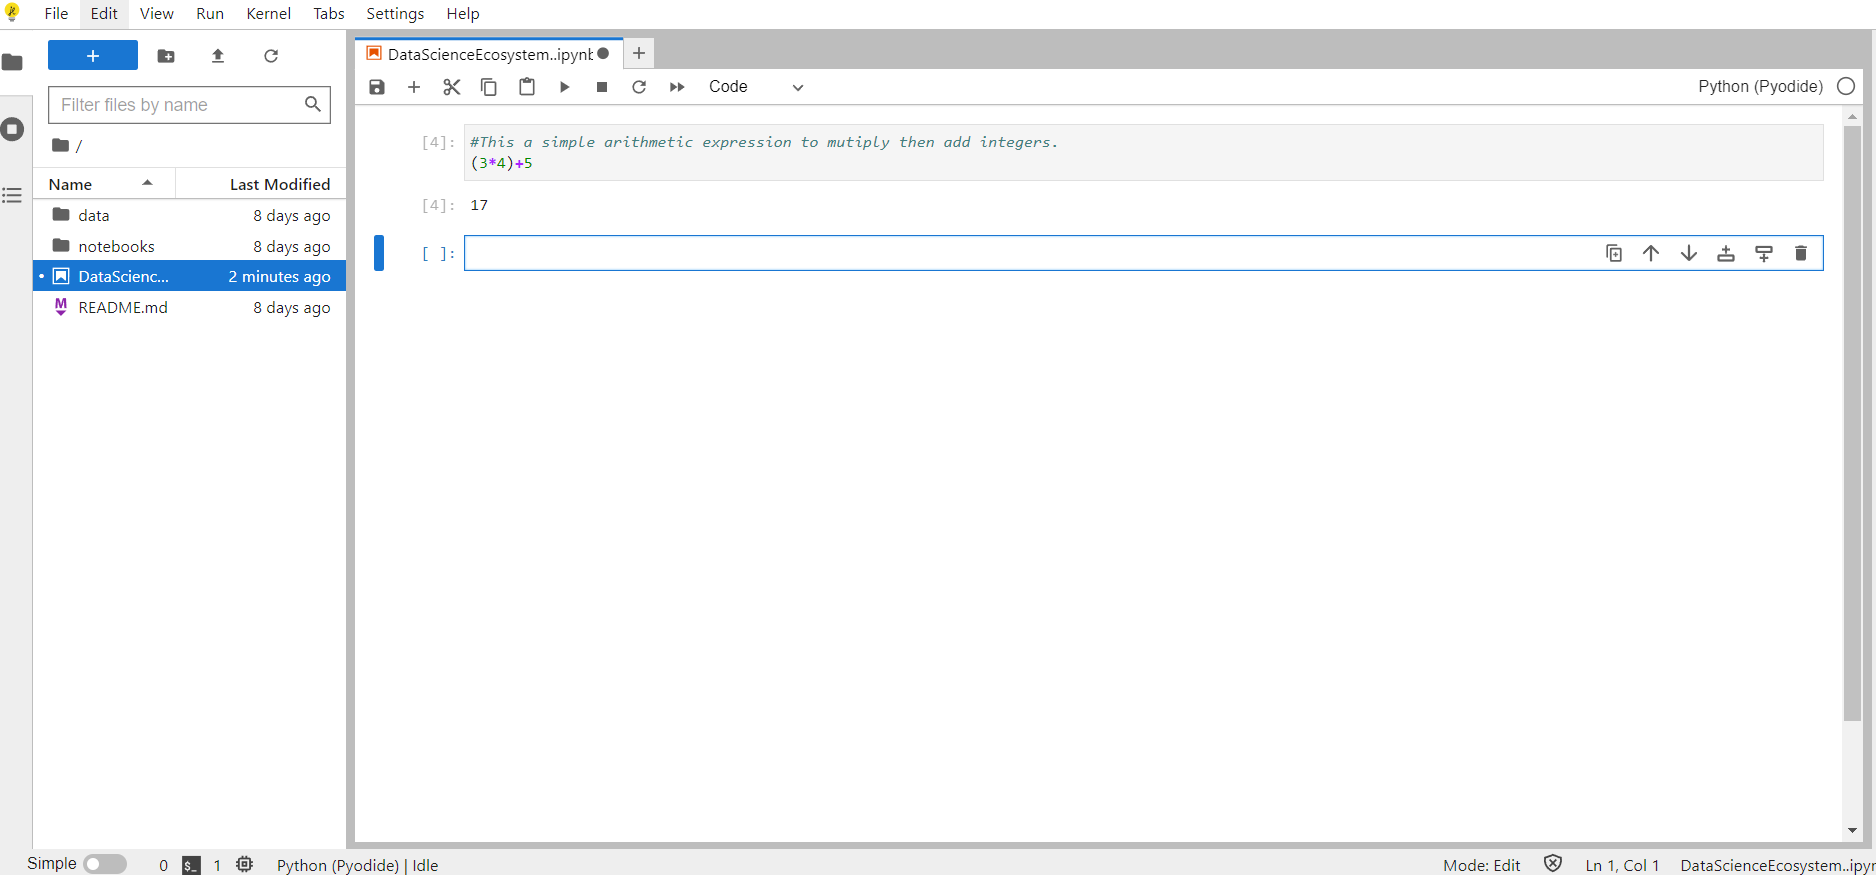 File Edit View Run Kernel Tabs Settings Help
DataScienceEcosystem..ipynb
Filter files by name
Code
Python (Pyodide)
/
Name Last Modified
data 8 days ago
notebooks 8 days ago
DataScienc... 2 minutes ago
README.md 8 days ago
[4]: #This a simple arithmetic expression to mutiply then add integers.
(3*4)+5
[4]: 17
[ ]:
Simple 0 $_ 1 Python (Pyodide) | Idle Mode: Edit Ln 1, Col 1 DataScienceEcosystem..ipyn